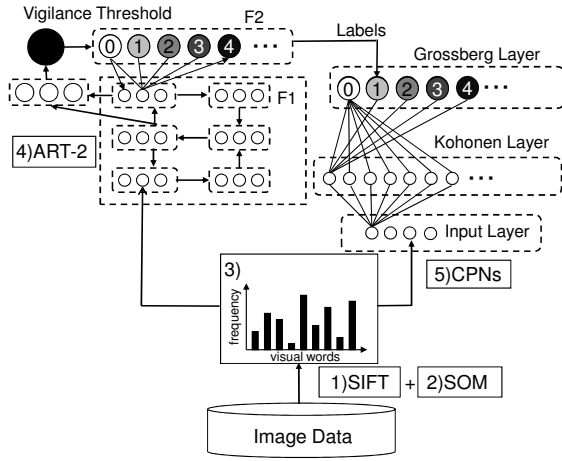 Vigilance Threshold
F2
0 1 2 3 4 ...
Labels
Grossberg Layer
0 1 2 3 4 ...
F1
4)ART-2
Kohonen Layer
...
Input Layer
5)CPNs
3)
frequency
visual words
1)SIFT + 2)SOM
Image Data